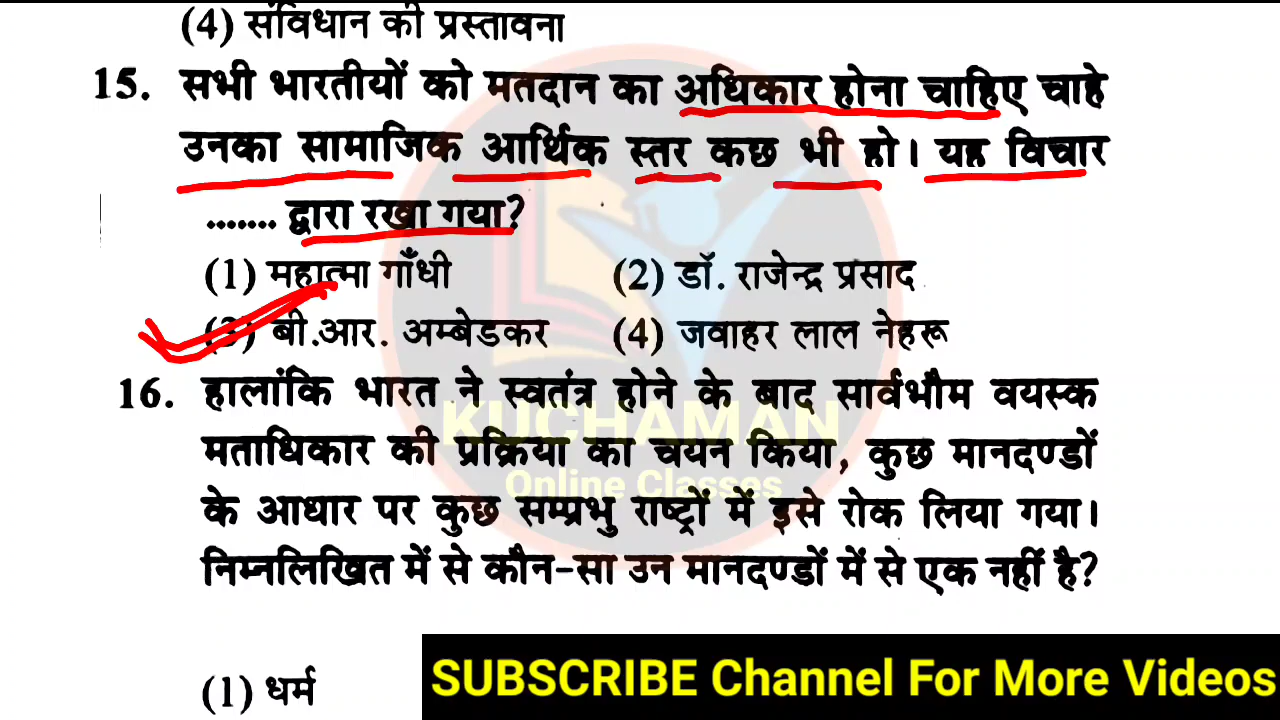 (4) संविधान की प्रस्तावना
15. सभी भारतीयों को मतदान का अधिकार होना चाहिए चाहे
उनका सामाजिक आर्थिक स्तर कछ भी हो। यह विचार
....... द्वारा रखा गया?
(1) महात्मा गाँधी (2) डॉ. राजेन्द्र प्रसाद
(3) बी.आर. अम्बेडकर (4) जवाहर लाल नेहरू
16. हालांकि भारत ने स्वतंत्र होने के बाद सार्वभौम वयस्क
मताधिकार की प्रक्रिया का चयन किया, कुछ मानदण्डों
के आधार पर कुछ सम्प्रभु राष्ट्रों में इसे रोक लिया गया।
निम्नलिखित में से कौन-सा उन मानदण्डों में से एक नहीं है?
(1) धर्म
KUCHAMAN
Online Classes
SUBSCRIBE Channel For More Videos